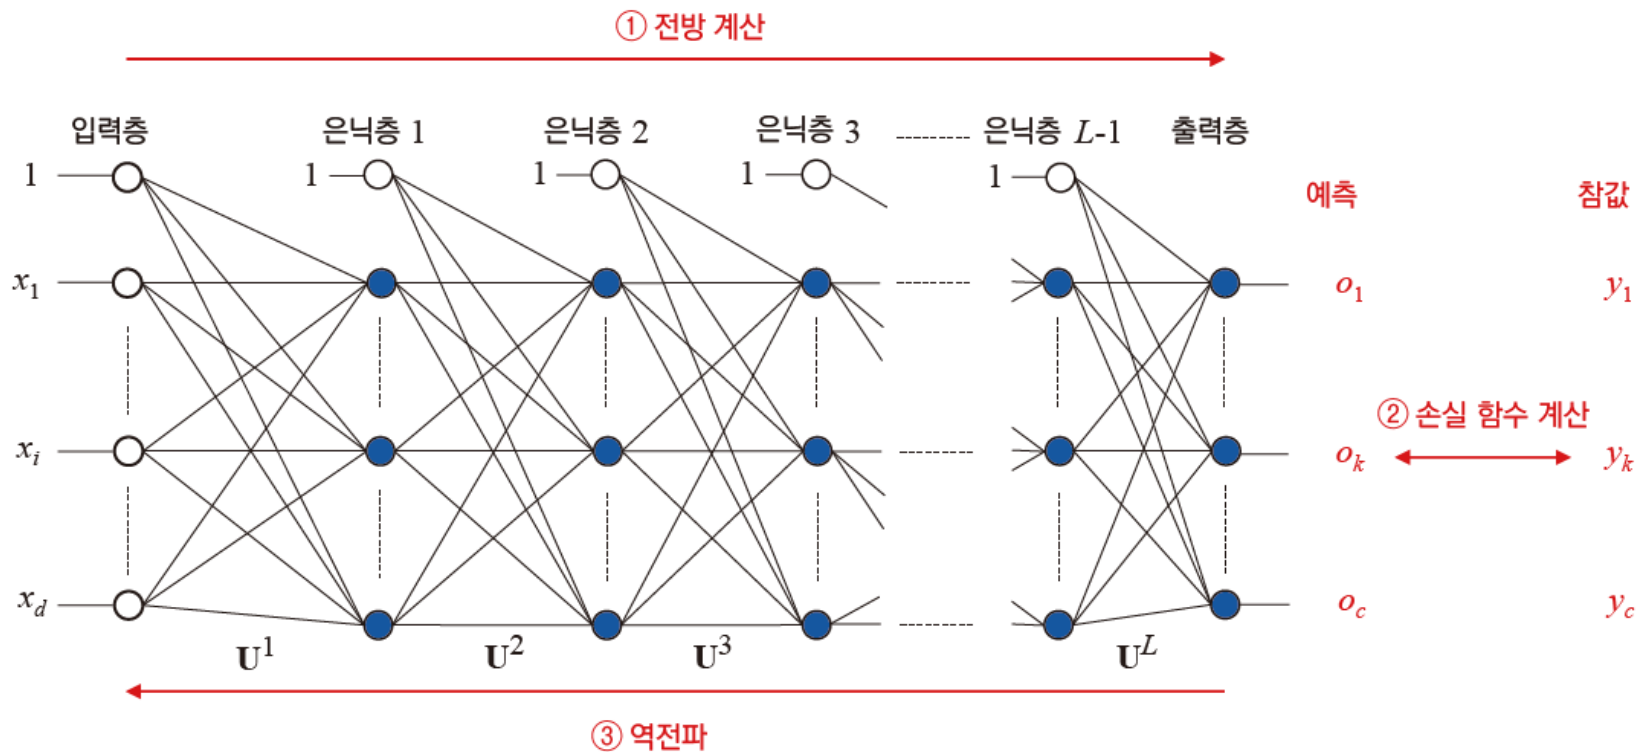 ① 전방 계산
입력층 은닉층 1 은닉층 2 은닉층 3 은닉층 L-1 출력층
1 1 1 1 1
예측 참값
x₁ o₁ y₁
② 손실 함수 계산
xᵢ oₖ yₖ
x_d o_c y_c
U¹ U² U³ Uᴸ
③ 역전파